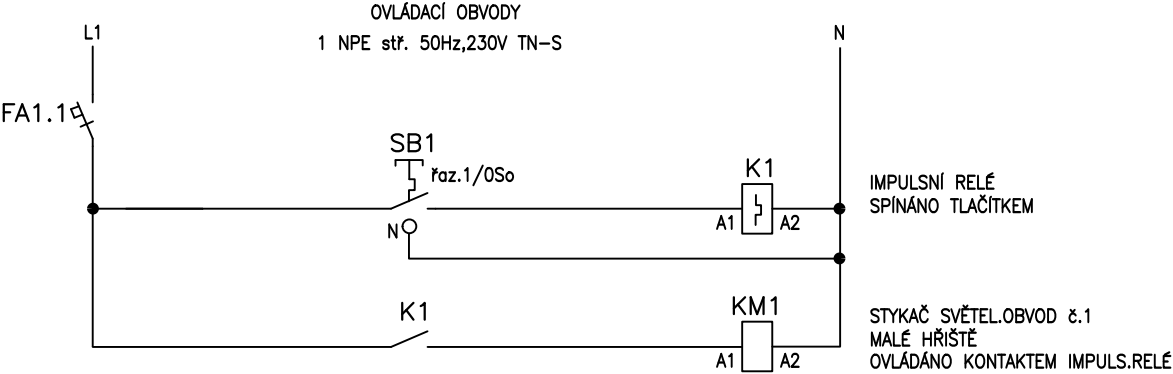 OVLÁDACÍ OBVODY
1 NPE stř. 50Hz,230V TN-S
L1
N
FA1.1
SB1
řaz.1/0So
K1
A1
A2
IMPULSNÍ RELÉ
SPÍNÁNO TLAČÍTKEM
N
K1
KM1
A1
A2
STYKAČ SVĚTEL.OBVOD č.1
MALÉ HŘIŠTĚ
OVLÁDÁNO KONTAKTEM IMPULS.RELÉ